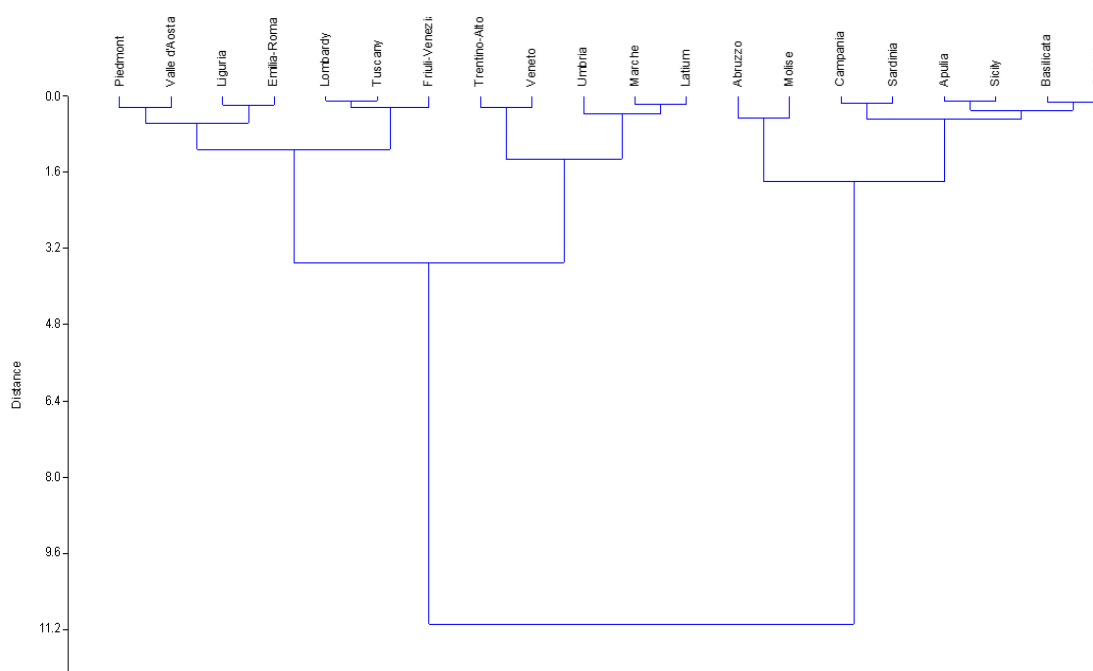 Piedmont
Valle d'Aosta
Liguria
Emilia-Roma
Lombardy
Tuscany
Friuli-Venezi
Trentino-Alto
Veneto
Umbria
Marche
Latium
Abruzzo
Molise
Campania
Sardinia
Apulia
Sicily
Basilicata
0.0
1.6
3.2
4.8
6.4
8.0
9.6
11.2
Distance